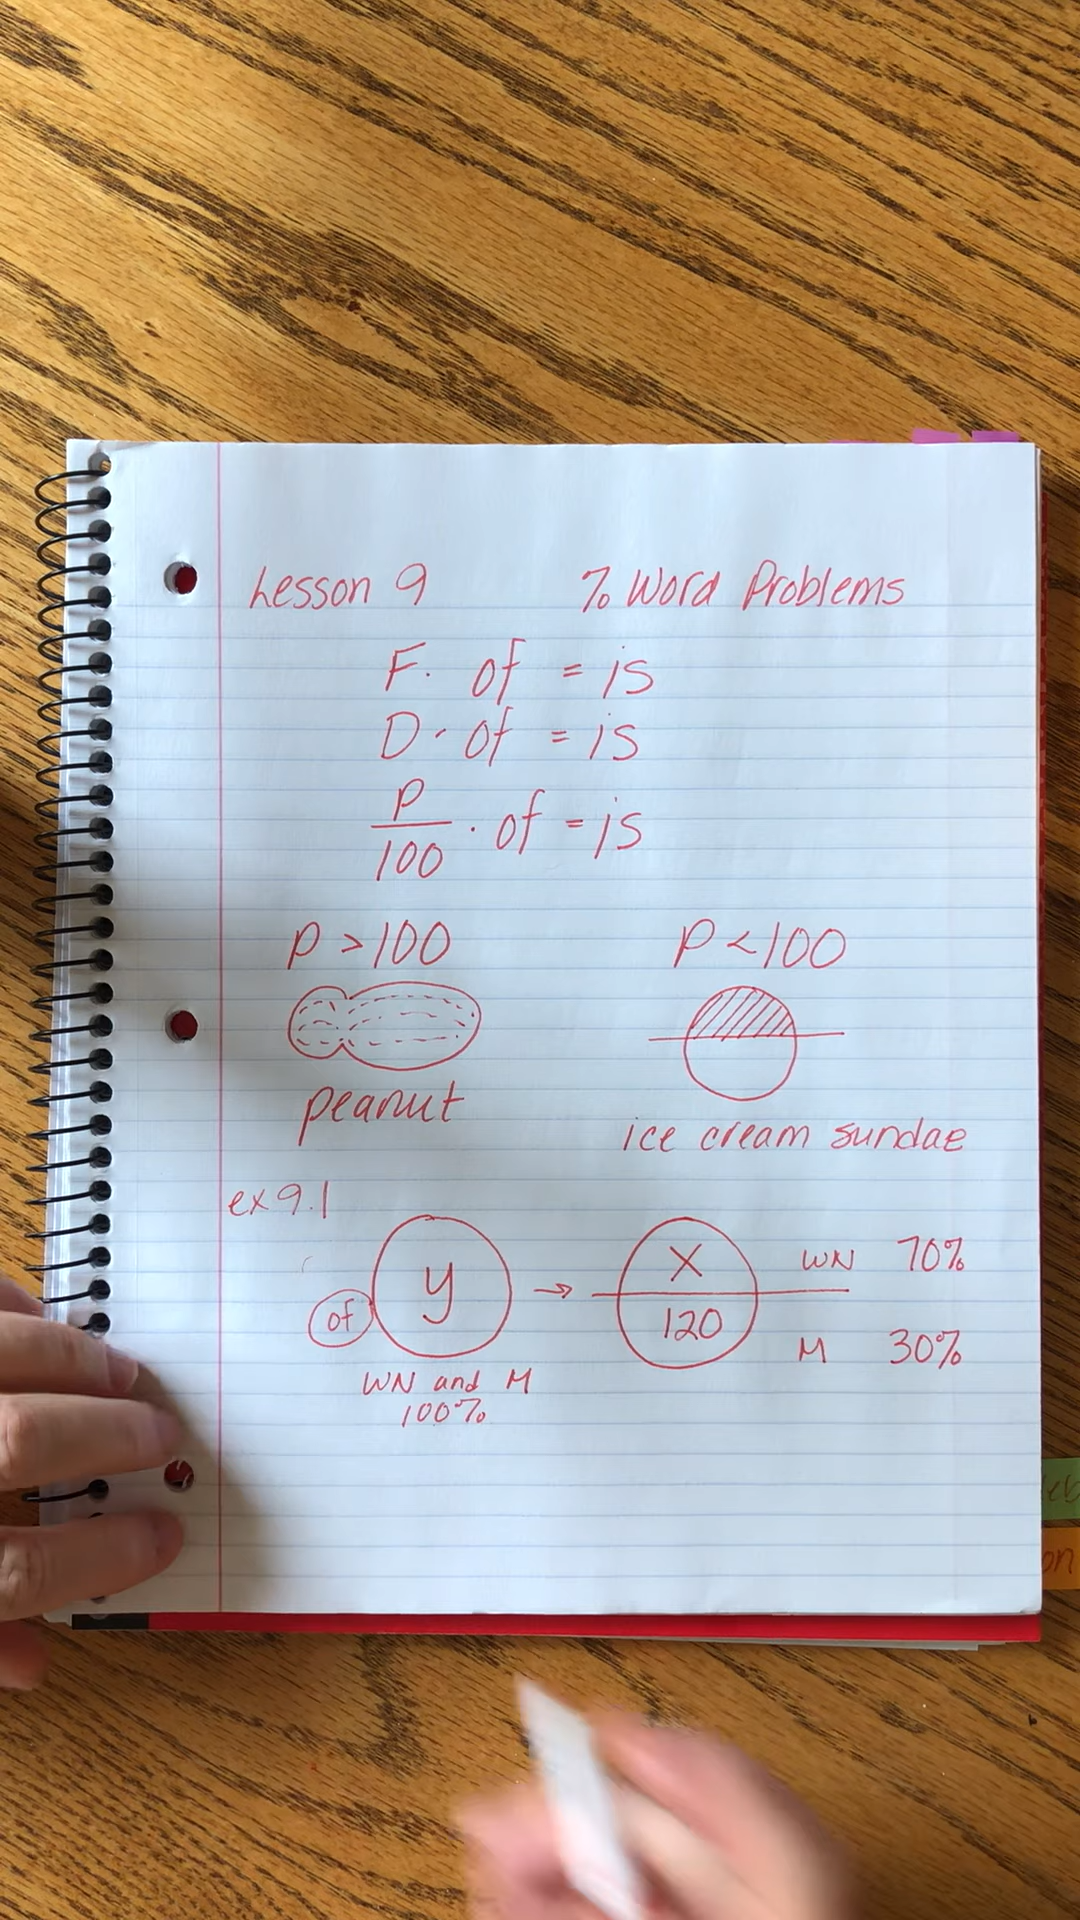 Lesson 9 % Word Problems
F. of = is
D · of = is
P
100 · of = is
P > 100 P < 100
peanut
ice cream sundae
ex 9.1
of y → x WN 70%
120 M 30%
WN and M
100%
on